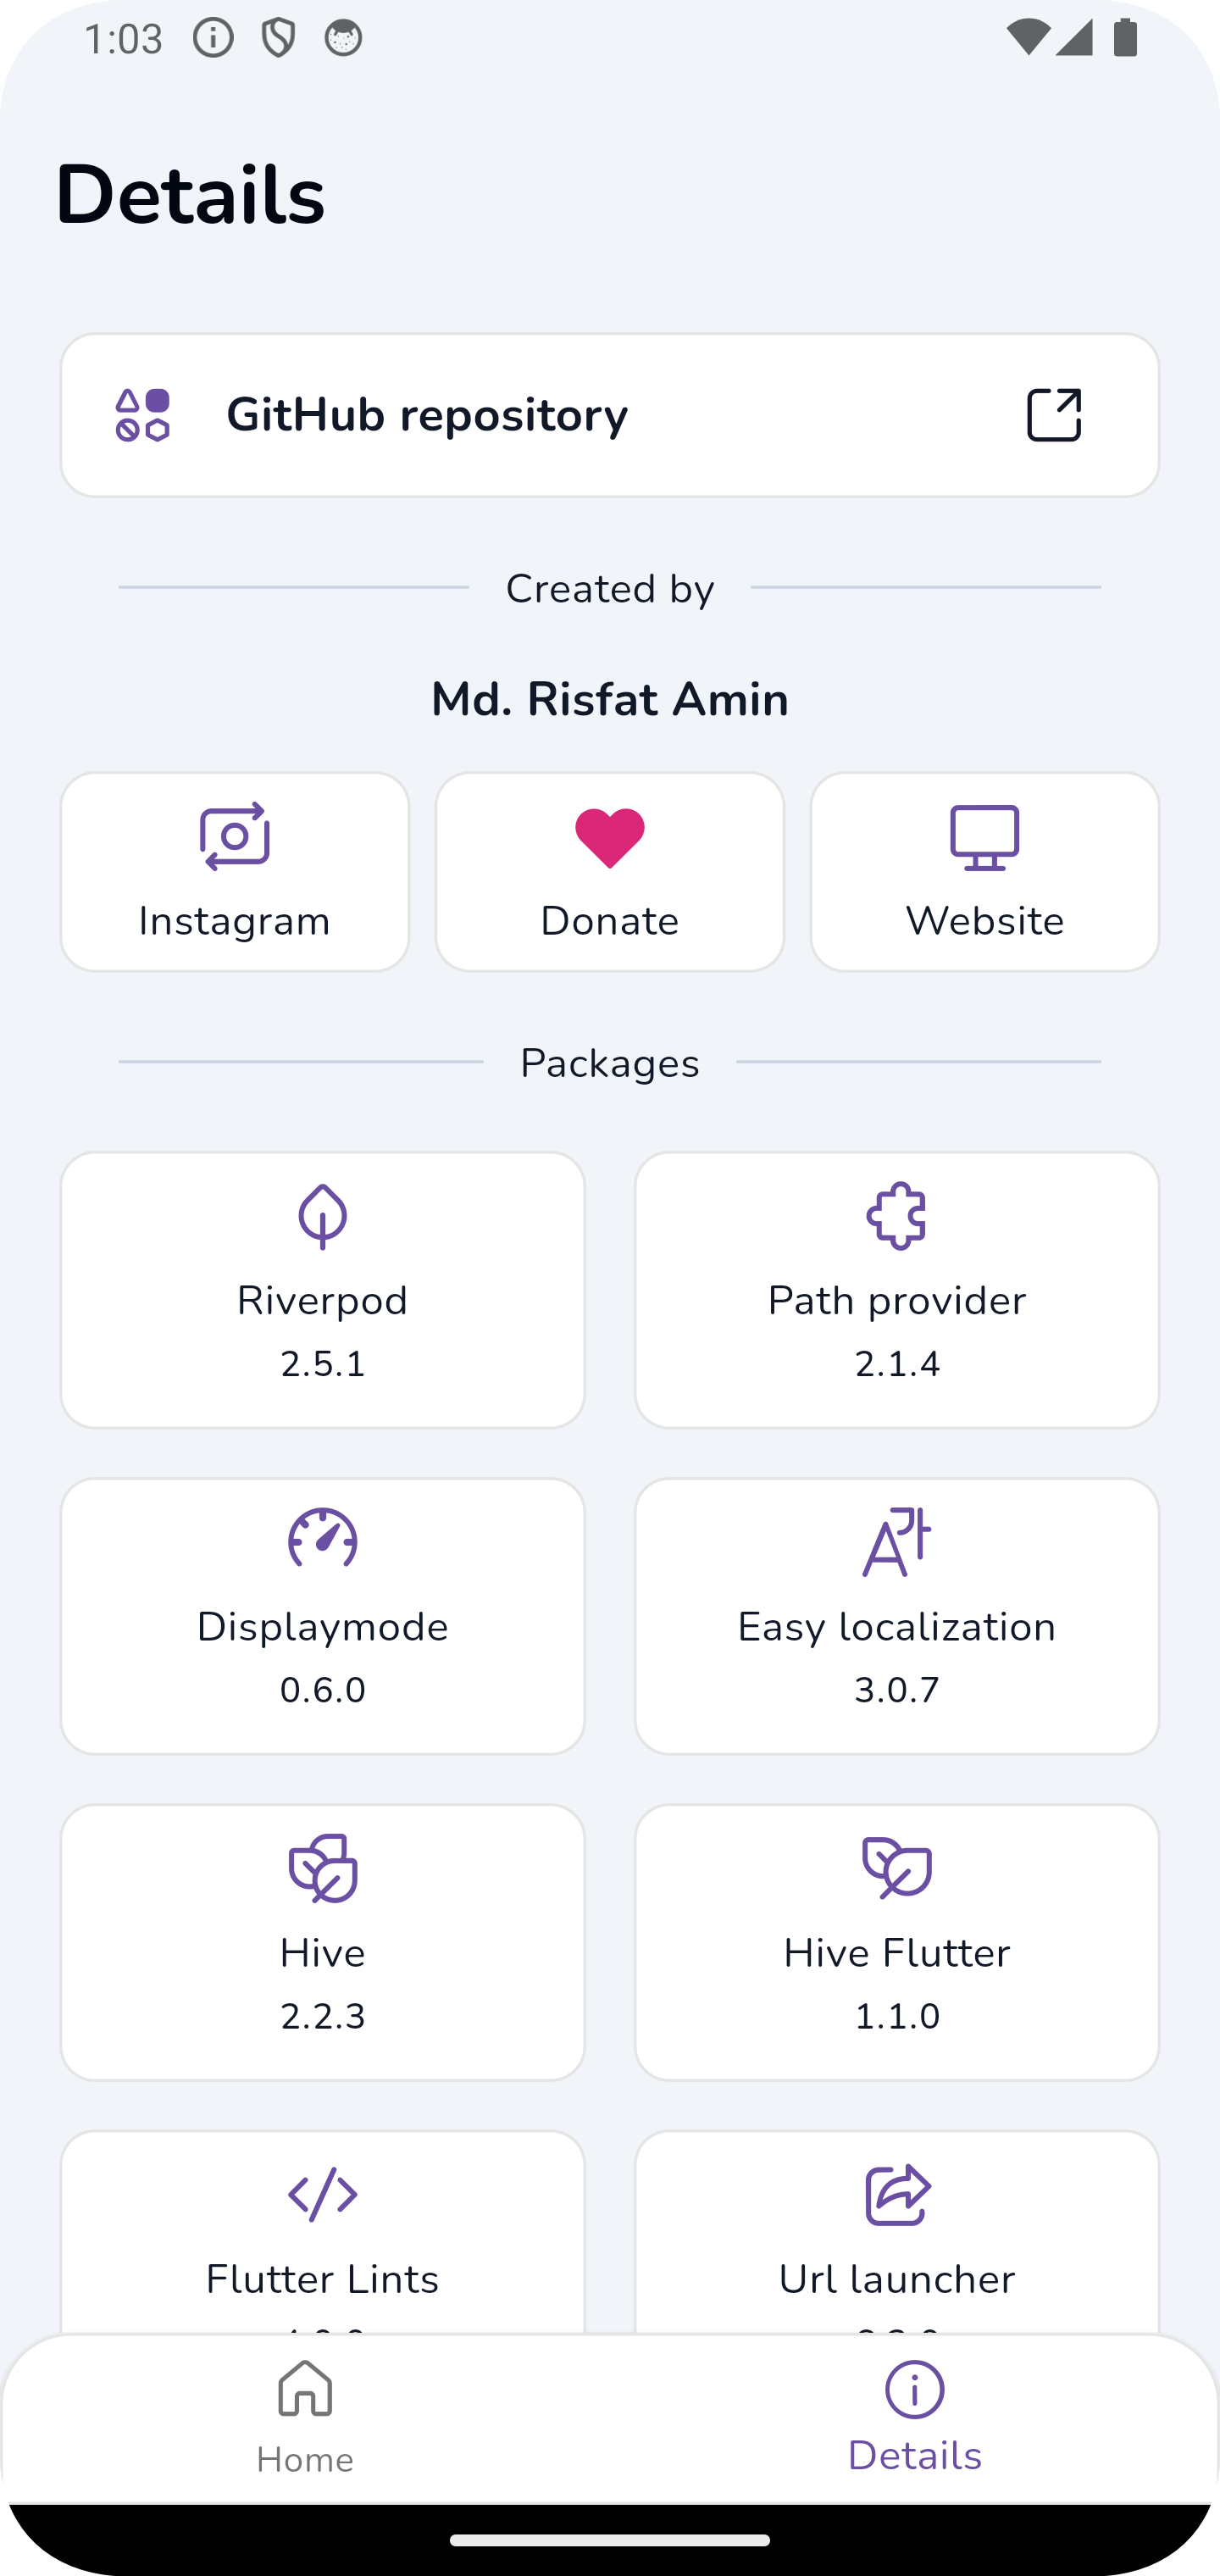 1:03
Details
GitHub repository
Created by
Md. Risfat Amin
Instagram
Donate
Website
Packages
Riverpod
Path provider
2.5.1
2.1.4
Displaymode
Easy localization
0.6.0
3.0.7
Hive
Hive Flutter
2.2.3
1.1.0
Flutter Lints
Url launcher
Home
Details